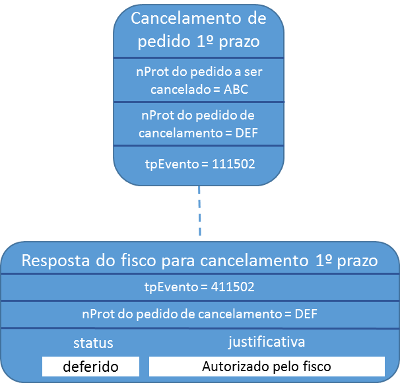 Cancelamento de
pedido 1º prazo
nProt do pedido a ser
cancelado = ABC
nProt do pedido de
cancelamento = DEF
tpEvento = 111502
Resposta do fisco para cancelamento 1º prazo
tpEvento = 411502
nProt do pedido de cancelamento = DEF
status justificativa
deferido Autorizado pelo fisco